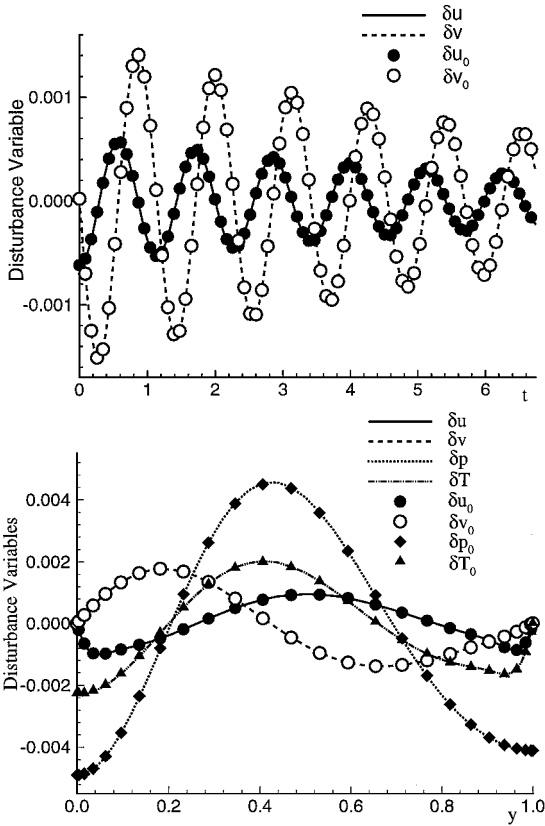 δu
δv
δu₀
δv₀
Disturbance Variable
0.001
0.000
-0.001
0 1 2 3 4 5 6 t
δu
δv
δp
δT
δu₀
δv₀
δp₀
δT₀
Disturbance Variables
0.004
0.002
0.000
-0.002
-0.004
0.0 0.2 0.4 0.6 0.8 1.0
y